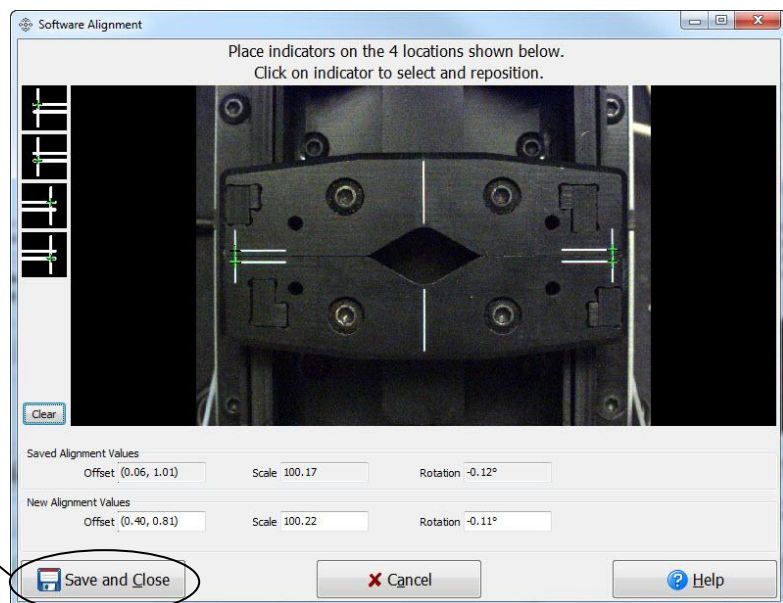 Software Alignment
Place indicators on the 4 locations shown below.
Click on indicator to select and reposition.
Clear
Saved Alignment Values
Offset (0.06, 1.01) Scale 100.17 Rotation -0.12°
New Alignment Values
Offset (0.40, 0.81) Scale 100.22 Rotation -0.11°
Save and Close Cancel Help